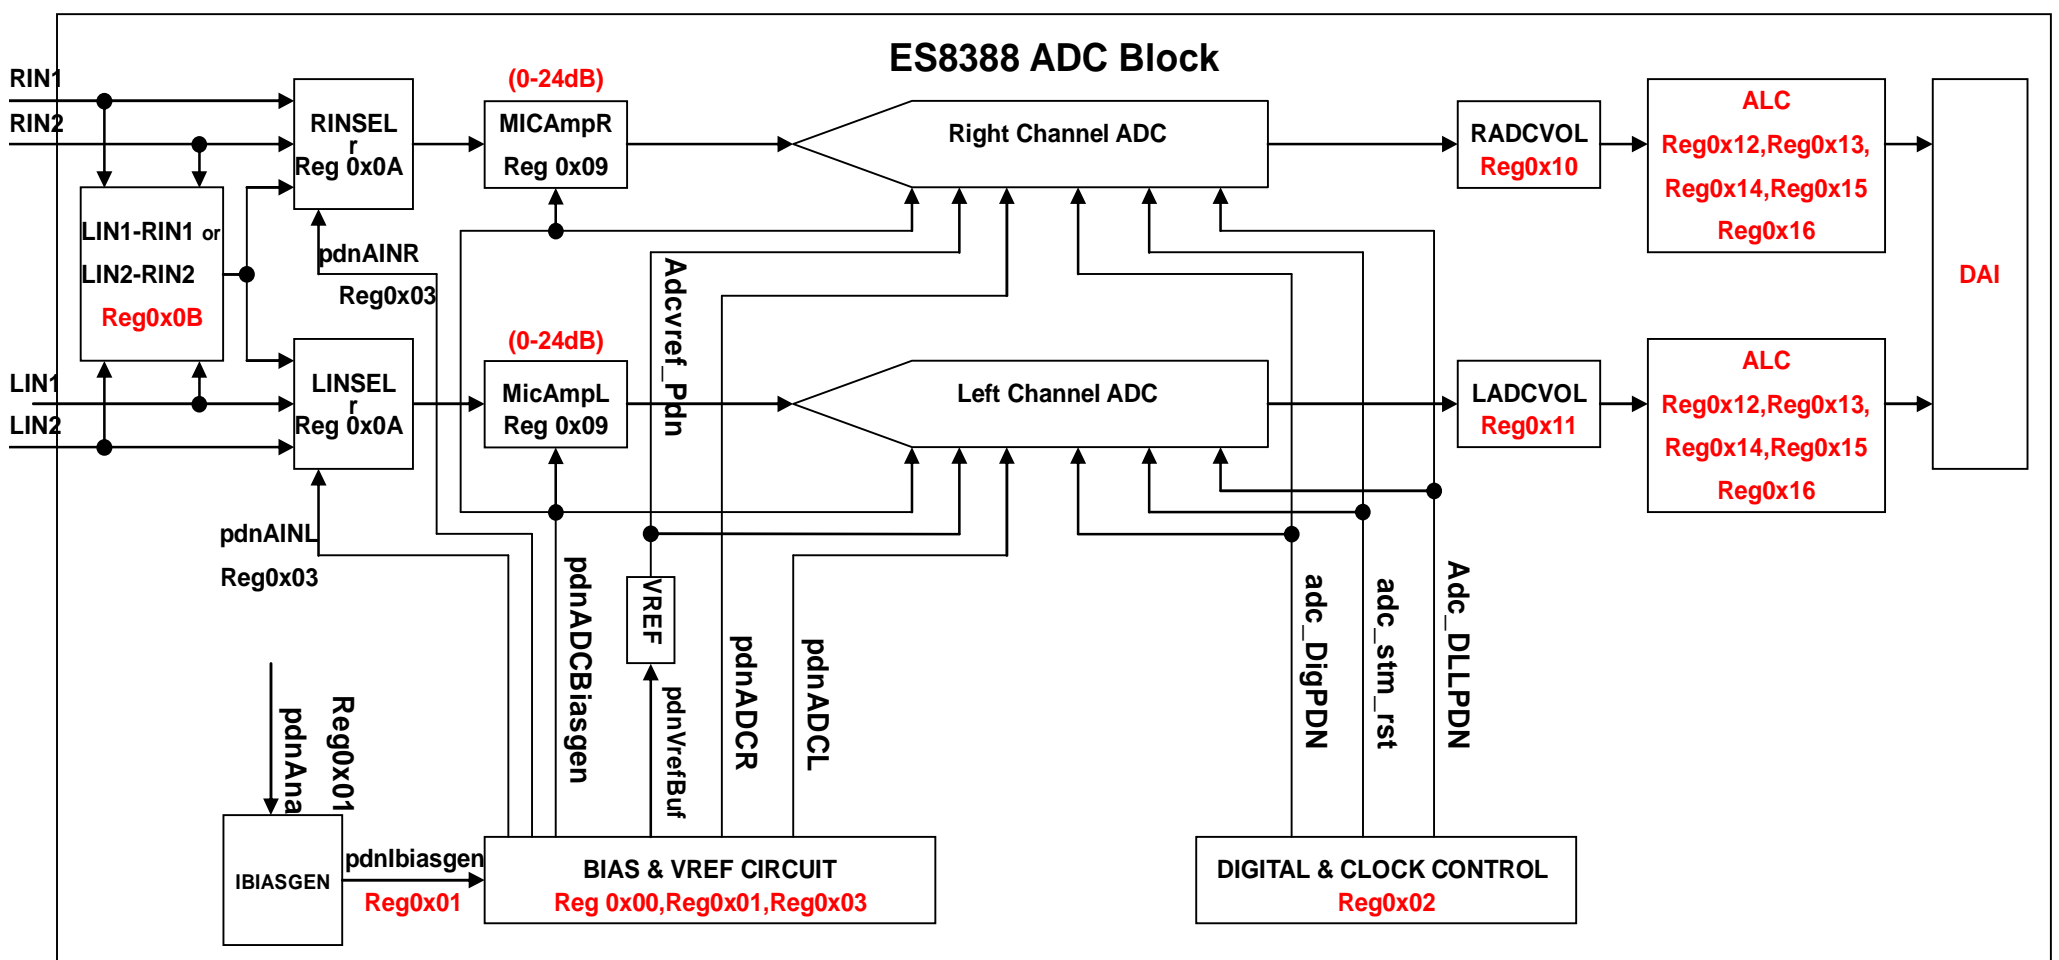 ES8388 ADC Block
RIN1
RIN2
RINSEL
r
Reg 0x0A
(0-24dB)
MICAmpR
Reg 0x09
Right Channel ADC
RADCVOL
Reg0x10
ALC
Reg0x12,Reg0x13,
Reg0x14,Reg0x15
Reg0x16
DAI
LIN1-RIN1 or
LIN2-RIN2
Reg0x0B
pdnAINR
Reg0x03
LIN1
LIN2
LINSEL
r
Reg 0x0A
(0-24dB)
MicAmpL
Reg 0x09
Adcvref_Pdn
Left Channel ADC
LADCVOL
Reg0x11
ALC
Reg0x12,Reg0x13,
Reg0x14,Reg0x15
Reg0x16
pdnAINL
Reg0x03
pdnADCBiasgen
VREF
pdnVrefBuf
pdnADCR
pdnADCL
adc_DigPDN
adc_stm_rst
Adc_DLLPDN
Reg0x01
pdnAna
IBIASGEN
pdnIbiasgen
Reg0x01
BIAS & VREF CIRCUIT
Reg 0x00,Reg0x01,Reg0x03
DIGITAL & CLOCK CONTROL
Reg0x02